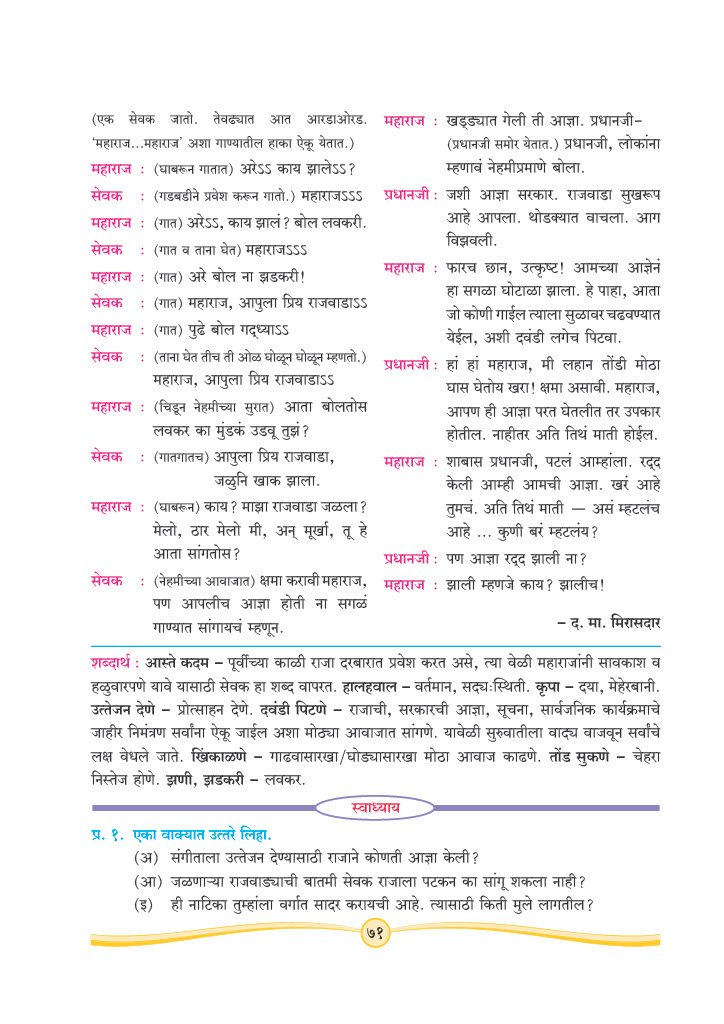 (एक सेवक जातो. तेवढ्यात आत आरडाओरड.
‘महाराज...महाराज’ अशा गाण्यातील हाका ऐकू येतात.)
महाराज : (घाबरून गातात) अरेऽऽ काय झालेऽऽ?
सेवक : (गडबडीने प्रवेश करून गातो.) महाराजऽऽऽ
महाराज : (गात) अरेऽऽ, काय झालं? बोल लवकरी.
सेवक : (गात व ताना घेत) महाराजऽऽऽ
महाराज : (गात) अरे बोल ना झडकरी!
सेवक : (गात) महाराज, आपुला प्रिय राजवाडाऽऽ
महाराज : (गात) पुढे बोल गद्ध्याऽऽ
सेवक : (ताना घेत तीच ती ओळ घोळून घोळून म्हणतो.)
महाराज, आपुला प्रिय राजवाडाऽऽ
महाराज : (चिडून नेहमीच्या सुरात) आता बोलतोस
लवकर का मुंडकं उडवू तुझं?
सेवक : (गातगातच) आपुला प्रिय राजवाडा,
जळुनि खाक झाला.
महाराज : (घाबरून) काय? माझा राजवाडा जळला?
मेलो, ठार मेलो मी, अन् मूर्खा, तू हे
आता सांगतोस?
सेवक : (नेहमीच्या आवाजात) क्षमा करावी महाराज,
पण आपलीच आज्ञा होती ना सगळं
गाण्यात सांगायचं म्हणून.
महाराज : खड्ड्यात गेली ती आज्ञा. प्रधानजी–
(प्रधानजी समोर येतात.) प्रधानजी, लोकांना
म्हणावं नेहमीप्रमाणे बोला.
प्रधानजी : जशी आज्ञा सरकार. राजवाडा सुखरूप
आहे आपला. थोडक्यात वाचला. आग
विझवली.
महाराज : फारच छान, उत्कृष्ट! आमच्या आज्ञेनं
हा सगळा घोटाळा झाला. हे पाहा, आता
जो कोणी गाईल त्याला सुळावर चढवण्यात
येईल, अशी दवंडी लगेच पिटवा.
प्रधानजी : हां हां महाराज, मी लहान तोंडी मोठा
घास घेतोय खरा! क्षमा असावी. महाराज,
आपण ही आज्ञा परत घेतलीत तर उपकार
होतील. नाहीतर अति तिथं माती होईल.
महाराज : शाबास प्रधानजी, पटलं आम्हांला. रद्द
केली आम्ही आमची आज्ञा. खरं आहे
तुमचं. अति तिथं माती — असं म्हटलंच
आहे ... कुणी बरं म्हटलंय?
प्रधानजी : पण आज्ञा रद्द झाली ना?
महाराज : झाली म्हणजे काय? झालीच!
– द. मा. मिरासदार
शब्दार्थ : आस्ते कदम – पूर्वीच्या काळी राजा दरबारात प्रवेश करत असे, त्या वेळी महाराजांनी सावकाश व
हळुवारपणे यावे यासाठी सेवक हा शब्द वापरत. हालहवाल – वर्तमान, सद्यःस्थिती. कृपा – दया, मेहेरबानी.
उत्तेजन देणे – प्रोत्साहन देणे. दवंडी पिटणे – राजाची, सरकारची आज्ञा, सूचना, सार्वजनिक कार्यक्रमाचे
जाहीर निमंत्रण सर्वांना ऐकू जाईल अशा मोठ्या आवाजात सांगणे. यावेळी सुरुवातीला वाद्य वाजवून सर्वांचे
लक्ष वेधले जाते. खिंकाळणे – गाढवासारखा/घोड्यासारखा मोठा आवाज काढणे. तोंड सुकणे – चेहरा
निस्तेज होणे. झणी, झडकरी – लवकर.
स्वाध्याय
प्र. १. एका वाक्यात उत्तरे लिहा.
(अ) संगीताला उत्तेजन देण्यासाठी राजाने कोणती आज्ञा केली?
(आ) जळणाऱ्या राजवाड्याची बातमी सेवक राजाला पटकन का सांगू शकला नाही?
(इ) ही नाटिका तुम्हांला वर्गात सादर करायची आहे. त्यासाठी किती मुले लागतील?
७१